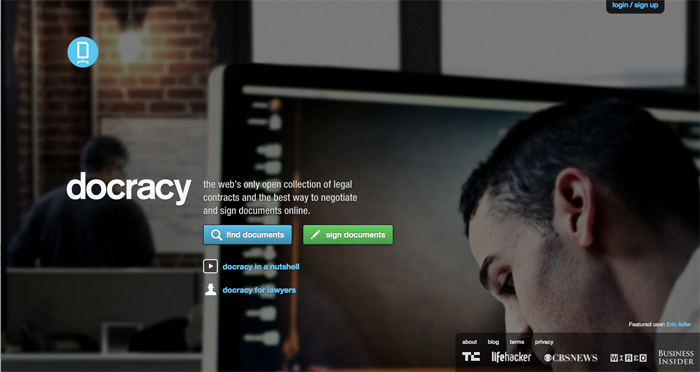 login / sign up
docracy
the web's only open collection of legal
contracts and the best way to negotiate
and sign documents online.
find documents
sign documents
docracy in a nutshell
docracy for lawyers
Featured user: Eric Adler
about
blog
terms
privacy
TC
lifehacker
CBSNEWS
WIRED
BUSINESS
INSIDER